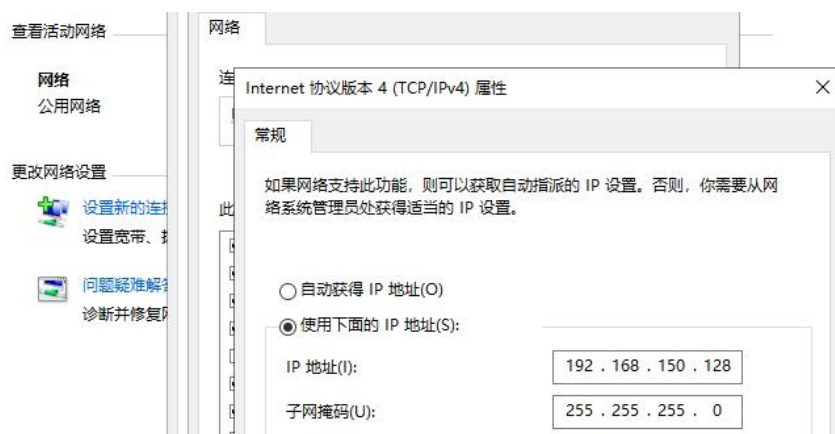 查看活动网络
网络
公用网络
更改网络设置
设置新的连接
设置宽带、
问题疑难解答
诊断并修复
网络
连
此
Internet 协议版本 4 (TCP/IPv4) 属性
常规
如果网络支持此功能，则可以获取自动指派的 IP 设置。否则，你需要从网
络系统管理员处获得适当的 IP 设置。
自动获得 IP 地址(O)
使用下面的 IP 地址(S):
IP 地址(I):
192 . 168 . 150 . 128
子网掩码(U):
255 . 255 . 255 . 0